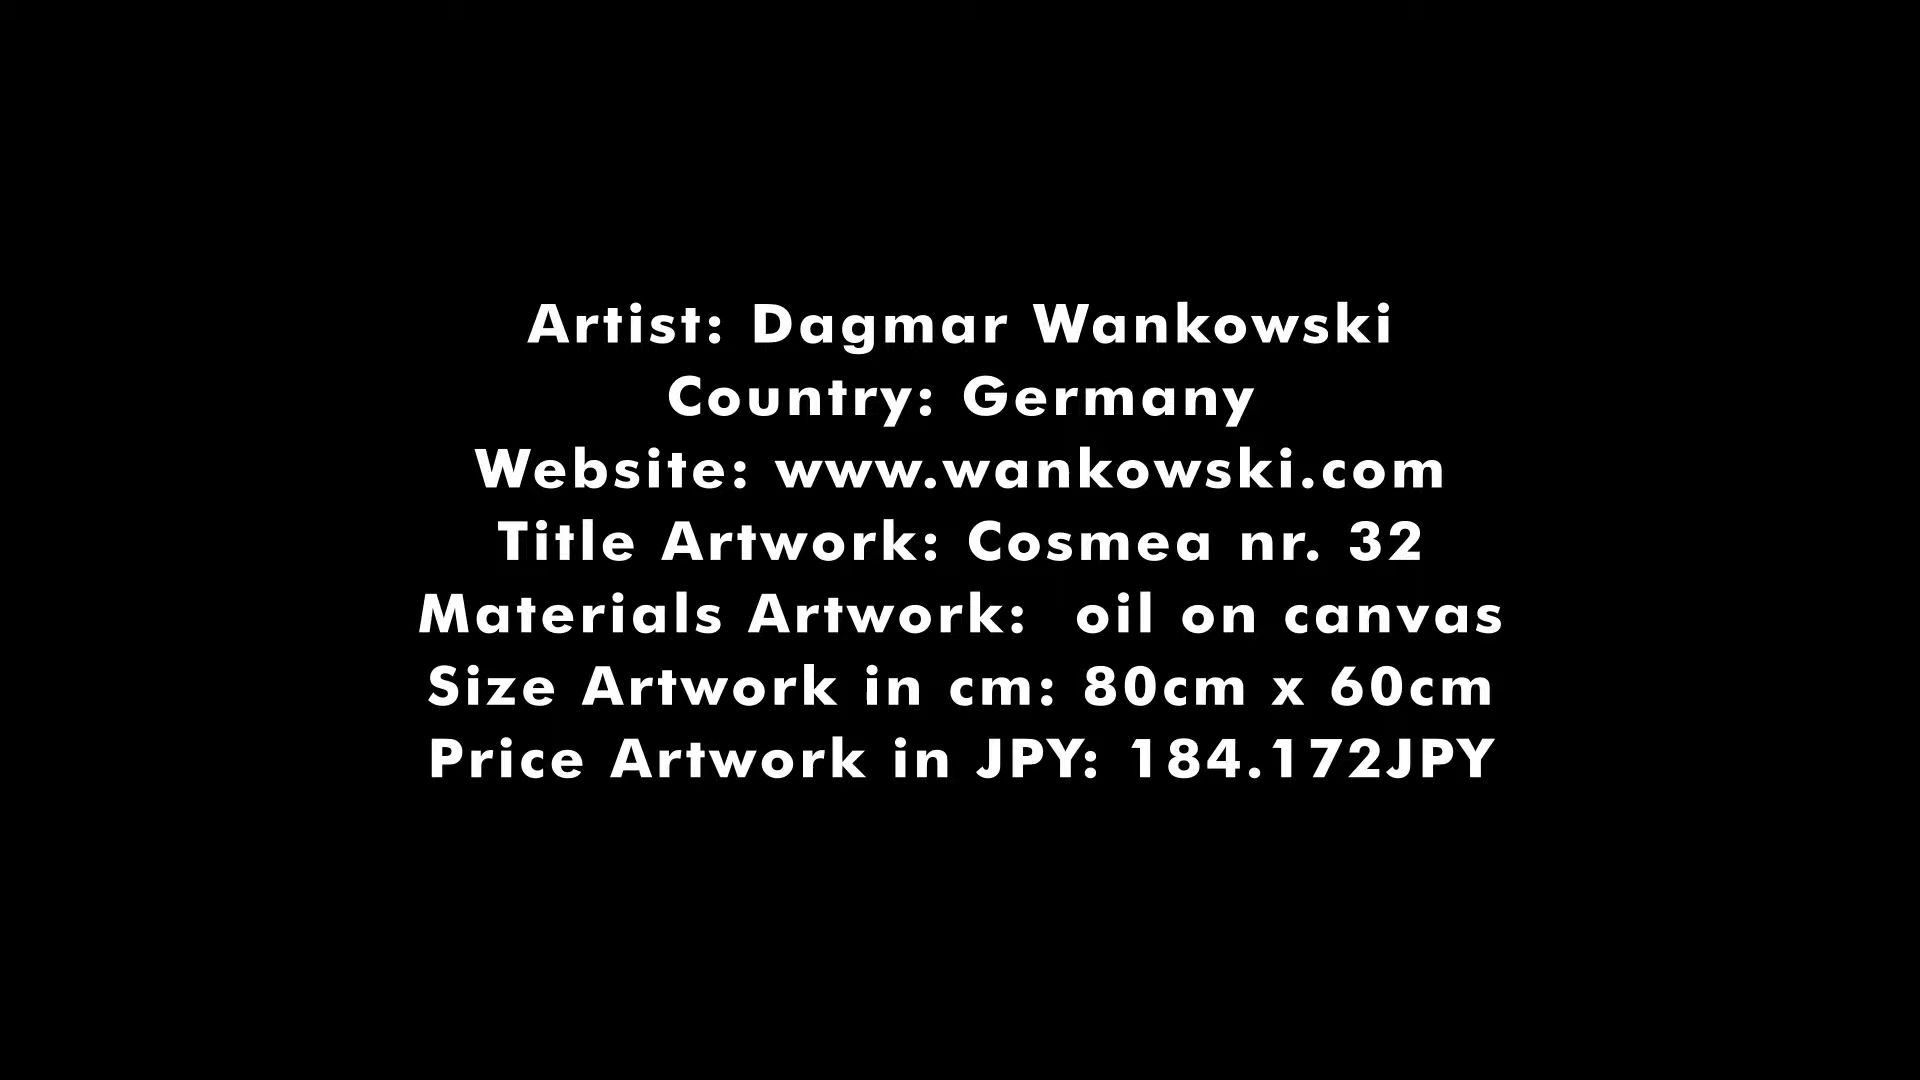 Artist: Dagmar Wankowski
Country: Germany
Website: www.wankowski.com
Title Artwork: Cosmea nr. 32
Materials Artwork:  oil on canvas
Size Artwork in cm: 80cm x 60cm
Price Artwork in JPY: 184.172JPY